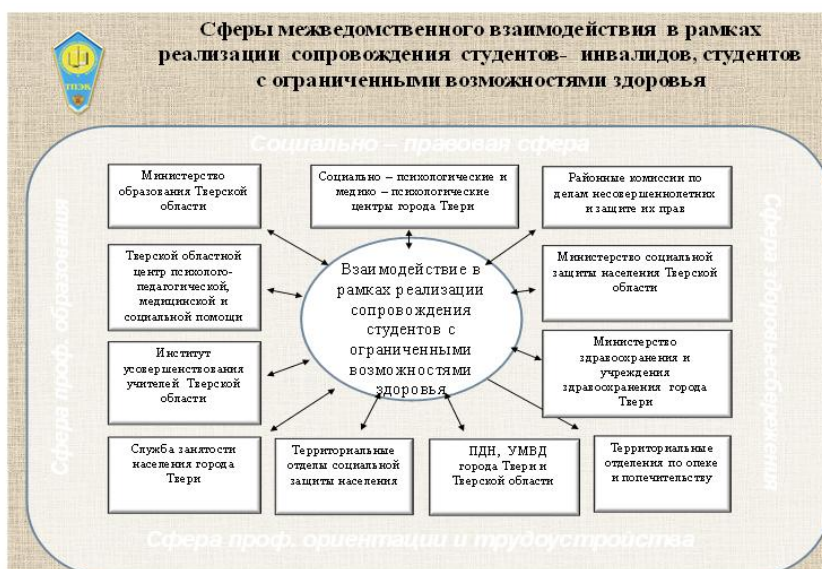 Сферы межведомственного взаимодействия в рамках
реализации сопровождения студентов- инвалидов, студентов
с ограниченными возможностями здоровья
ТПЭК
Социально – правовая сфера
Министерство
образования Тверской
области
Социально – психологические и
медико – психологические
центры города Твери
Районные комиссии по
делам несовершеннолетних
и защите их прав
Тверской областной
центр психолого-
педагогической,
медицинской и
социальной помощи
Взаимодействие в
рамках реализации
сопровождения
студентов с
ограниченными
возможностями
здоровья
Министерство социальной
защиты населения Тверской
области
Институт
усовершенствования
учителей Тверской
области
Министерство
здравоохранения и
учреждения
здравоохранения города
Твери
Служба занятости
населения города
Твери
Территориальные
отделы социальной
защиты населения
ПДН, УМВД
города Твери и
Тверской области
Территориальные
отделения по опеке
и попечительству
Сфера проф. образования
Сфера здоровьесбережения
Сфера проф. ориентации и трудоустройства